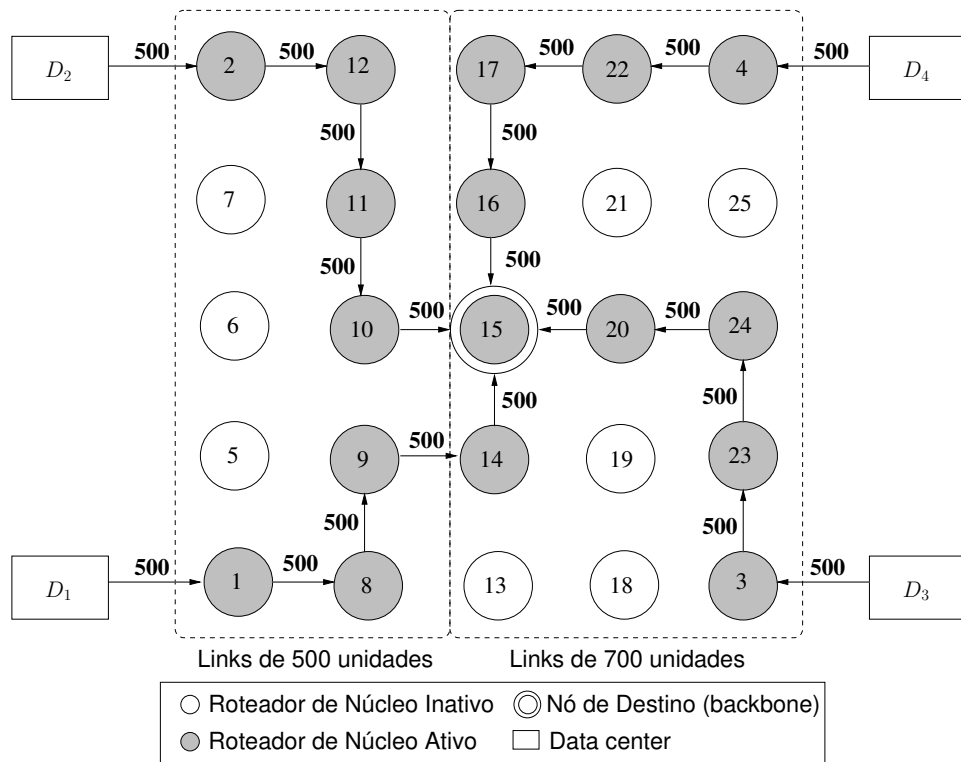 D2 500 2 500 12 17 500 22 500 4 500 D4
500 500
7 11 16 21 25
500 500
6 10 500 15 500 20 500 24
500 500
5 9 500 14 19 23
500 500
D1 500 1 500 8 13 18 3 500 D3
Links de 500 unidades Links de 700 unidades
Roteador de Núcleo Inativo Nó de Destino (backbone)
Roteador de Núcleo Ativo Data center